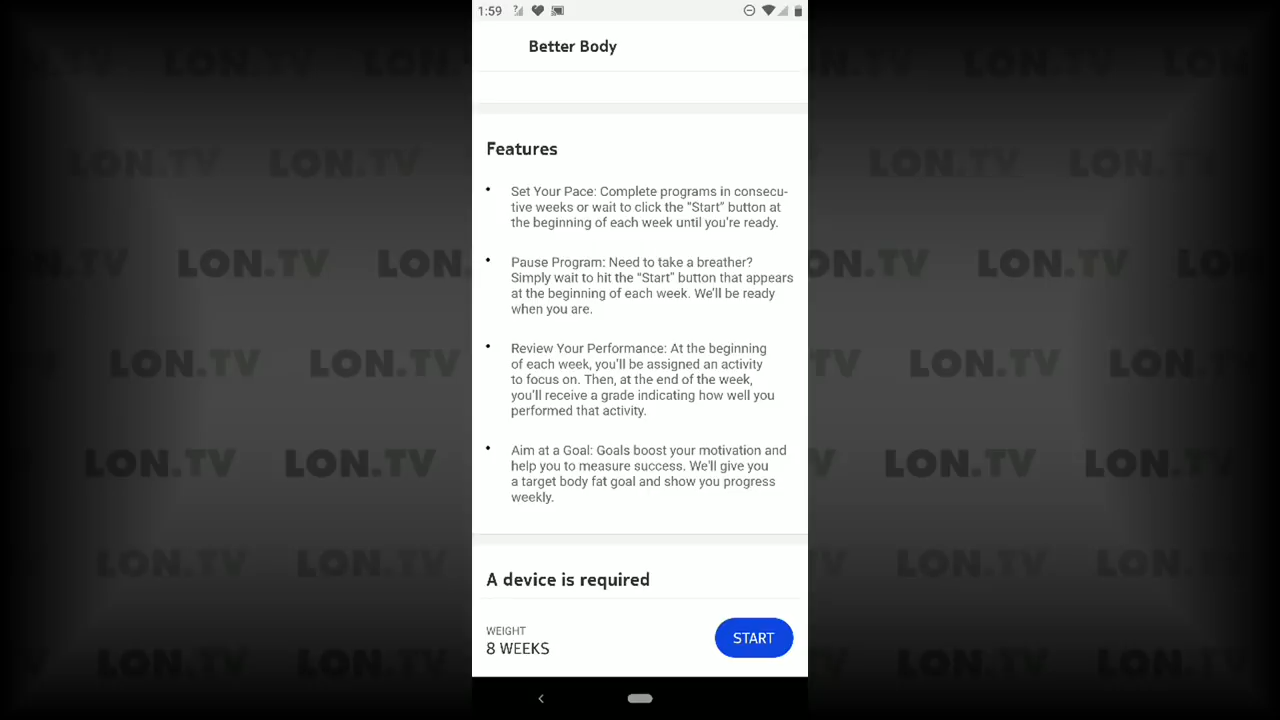 1:59
Better Body
Features
• Set Your Pace: Complete programs in consecu-
tive weeks or wait to click the "Start" button at
the beginning of each week until you're ready.
• Pause Program: Need to take a breather?
Simply wait to hit the "Start" button that appears
at the beginning of each week. We'll be ready
when you are.
• Review Your Performance: At the beginning
of each week, you'll be assigned an activity
to focus on. Then, at the end of the week,
you'll receive a grade indicating how well you
performed that activity.
• Aim at a Goal: Goals boost your motivation and
help you to measure success. We'll give you
a target body fat goal and show you progress
weekly.
A device is required
WEIGHT
8 WEEKS
START
LON.TV